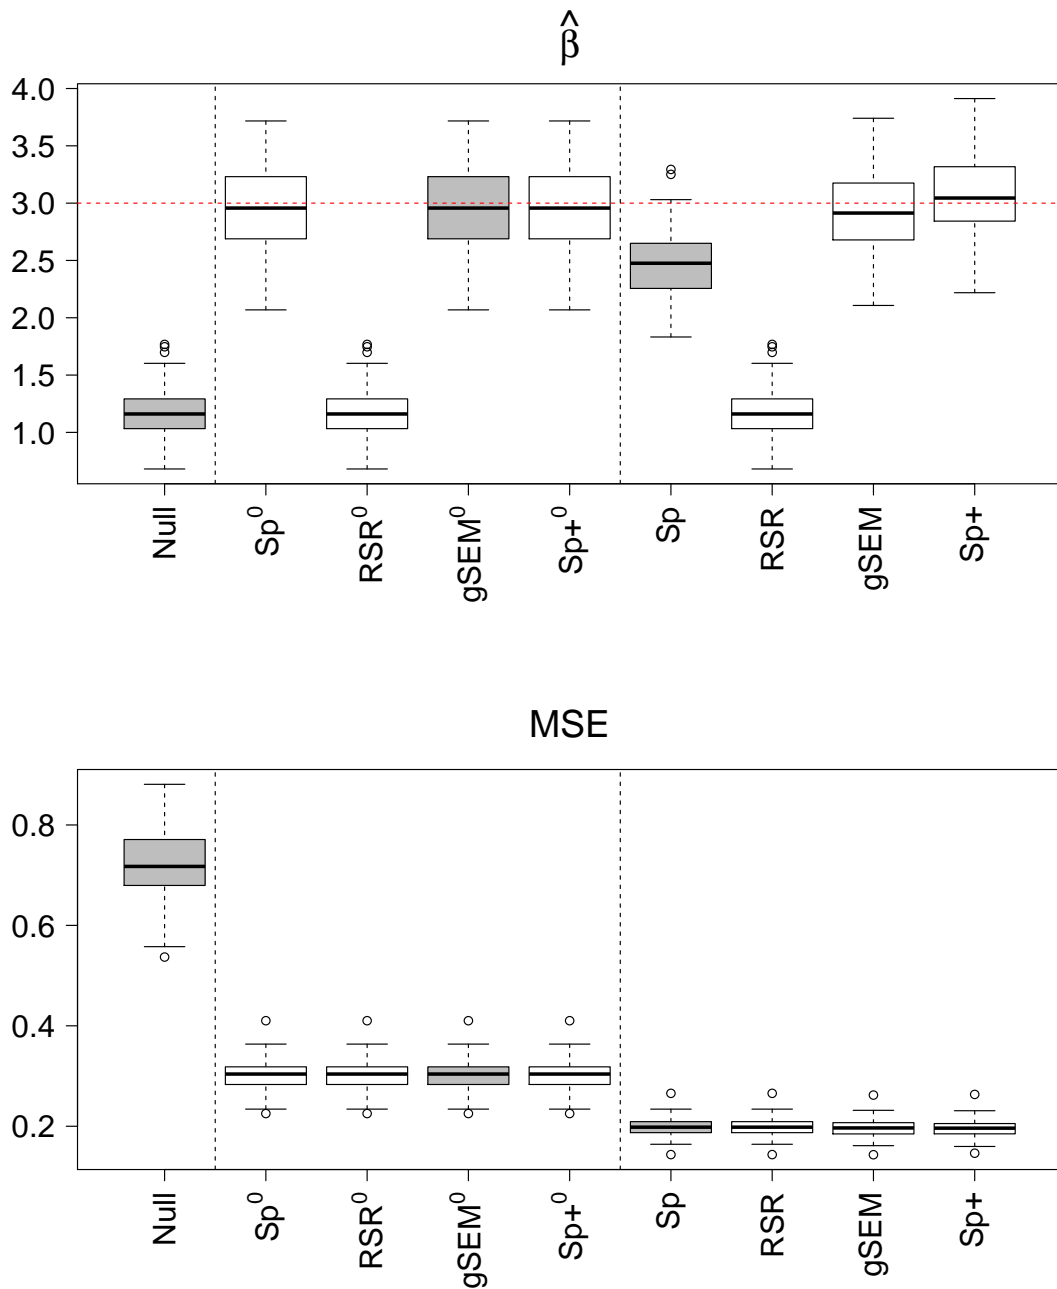 β̂
4.0
3.5
3.0
2.5
2.0
1.5
1.0
Null
Sp⁰
RSR⁰
gSEM⁰
Sp+⁰
Sp
RSR
gSEM
Sp+
MSE
0.8
0.6
0.4
0.2
Null
Sp⁰
RSR⁰
gSEM⁰
Sp+⁰
Sp
RSR
gSEM
Sp+